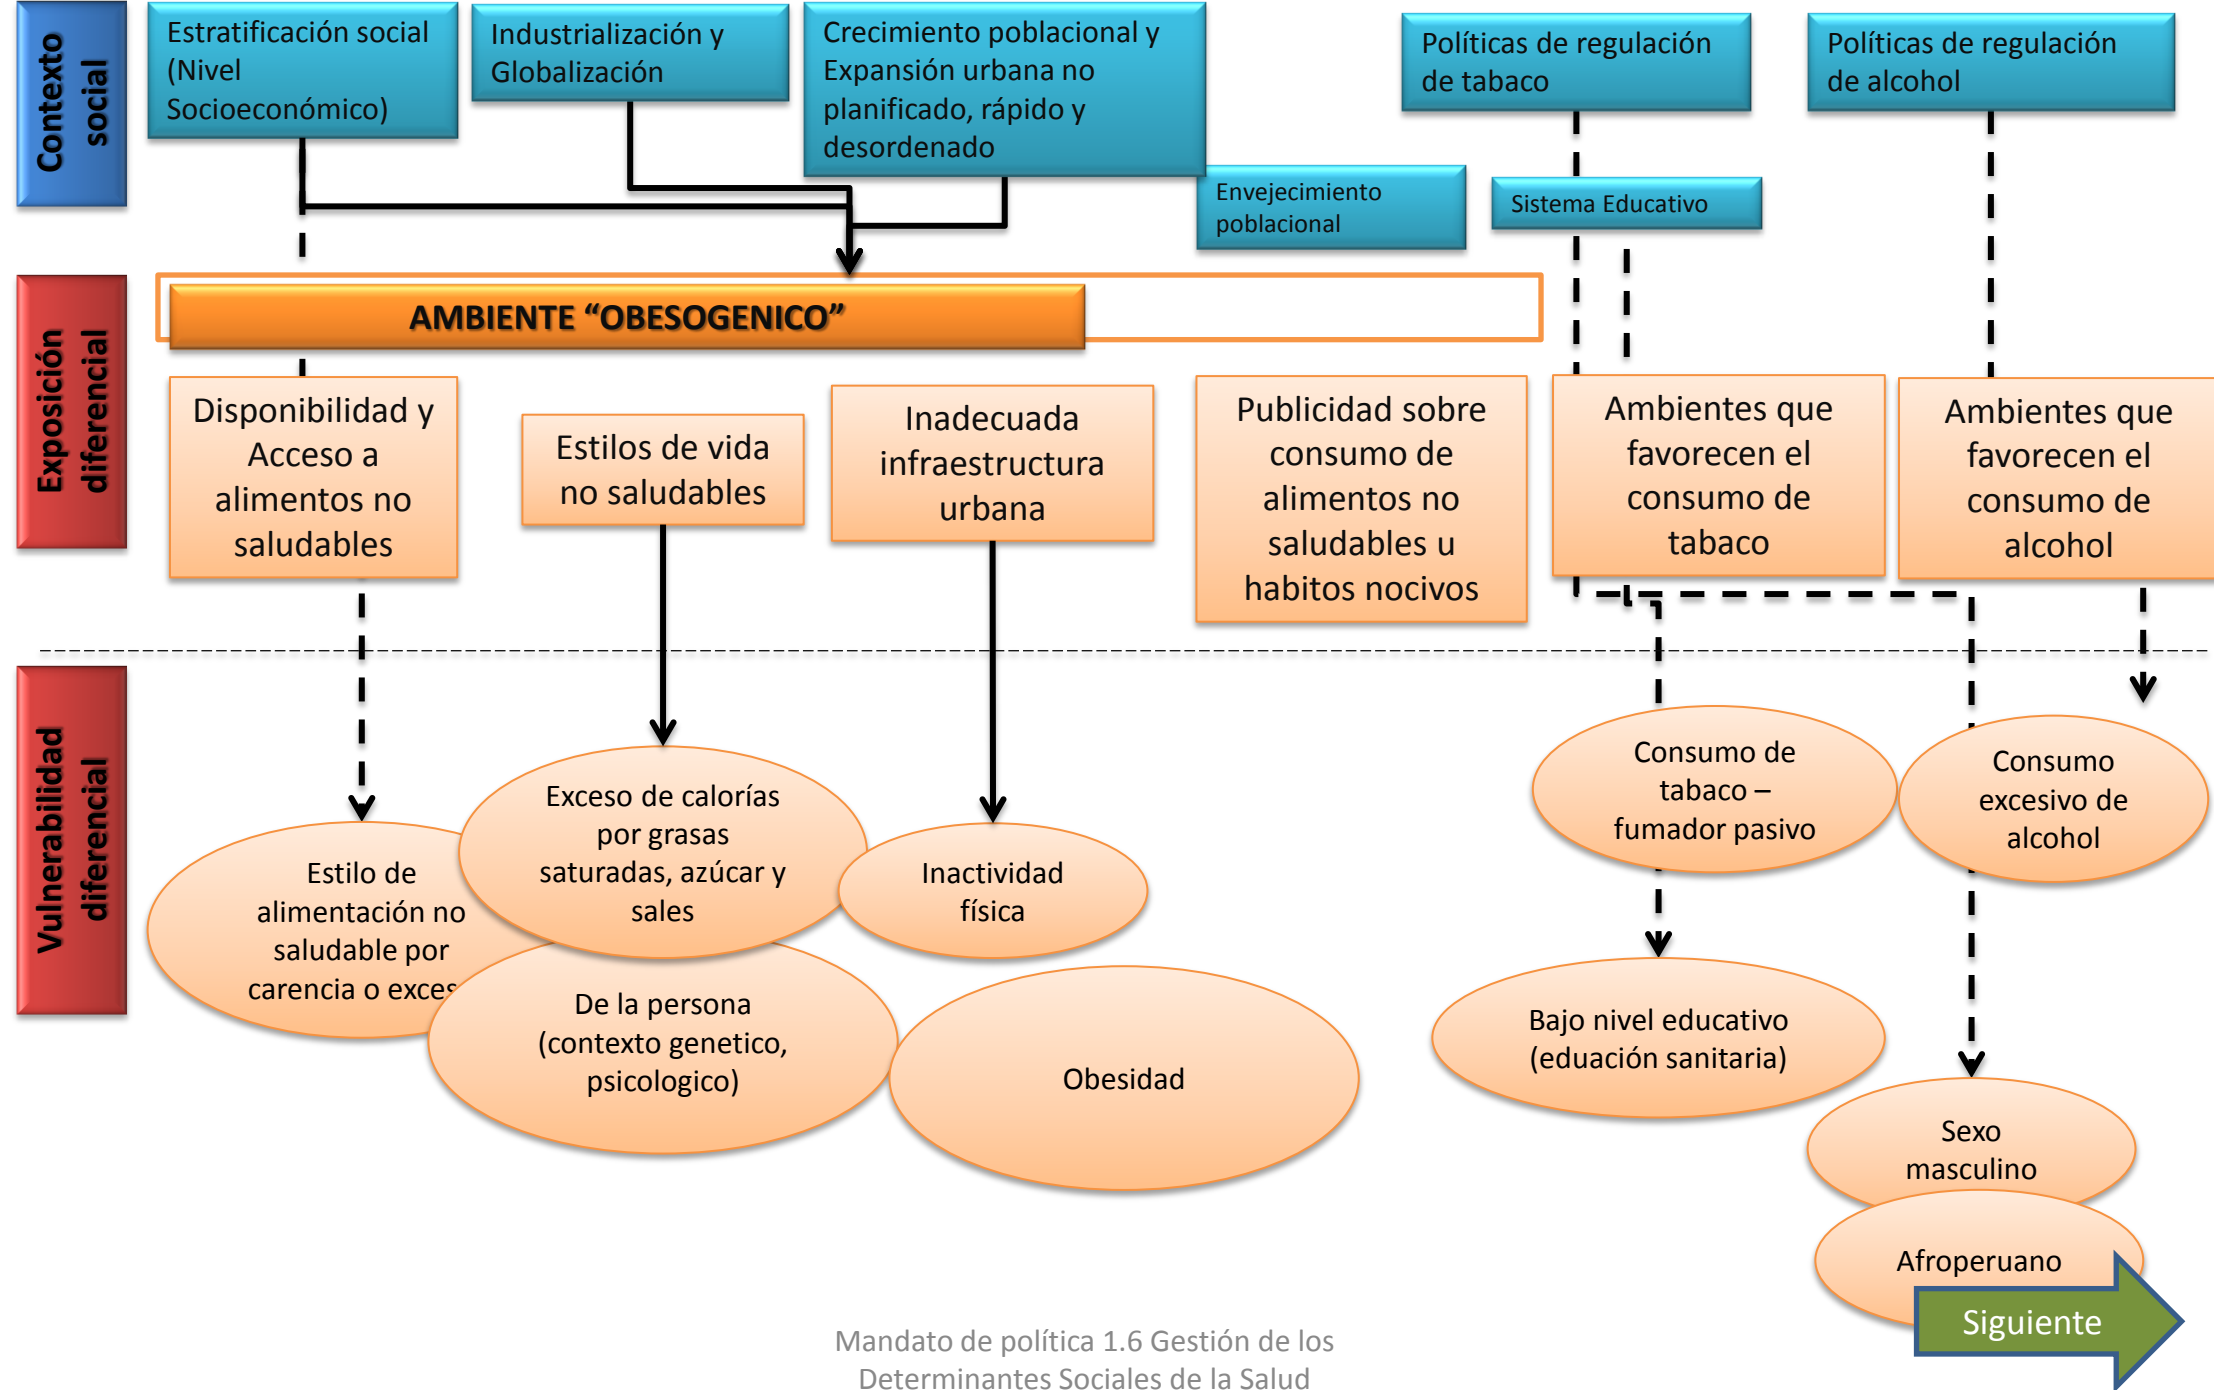 Contexto
social
Estratificación social
(Nivel
Socioeconómico)
Industrialización y
Globalización
Crecimiento poblacional y
Expansión urbana no
planificado, rápido y
desordenado
Políticas de regulación
de tabaco
Políticas de regulación
de alcohol
Envejecimiento
poblacional
Sistema Educativo
Exposición
diferencial
AMBIENTE “OBESOGENICO”
Disponibilidad y
Acceso a
alimentos no
saludables
Estilos de vida
no saludables
Inadecuada
infraestructura
urbana
Publicidad sobre
consumo de
alimentos no
saludables u
habitos nocivos
Ambientes que
favorecen el
consumo de
tabaco
Ambientes que
favorecen el
consumo de
alcohol
Vulnerabilidad
diferencial
Estilo de
alimentación no
saludable por
carencia o exces
Exceso de calorías
por grasas
saturadas, azúcar y
sales
Inactividad
física
De la persona
(contexto genetico,
psicologico)
Obesidad
Consumo de
tabaco –
fumador pasivo
Consumo
excesivo de
alcohol
Bajo nivel educativo
(eduación sanitaria)
Sexo
masculino
Afroperuano
Siguiente
Mandato de política 1.6 Gestión de los
Determinantes Sociales de la Salud